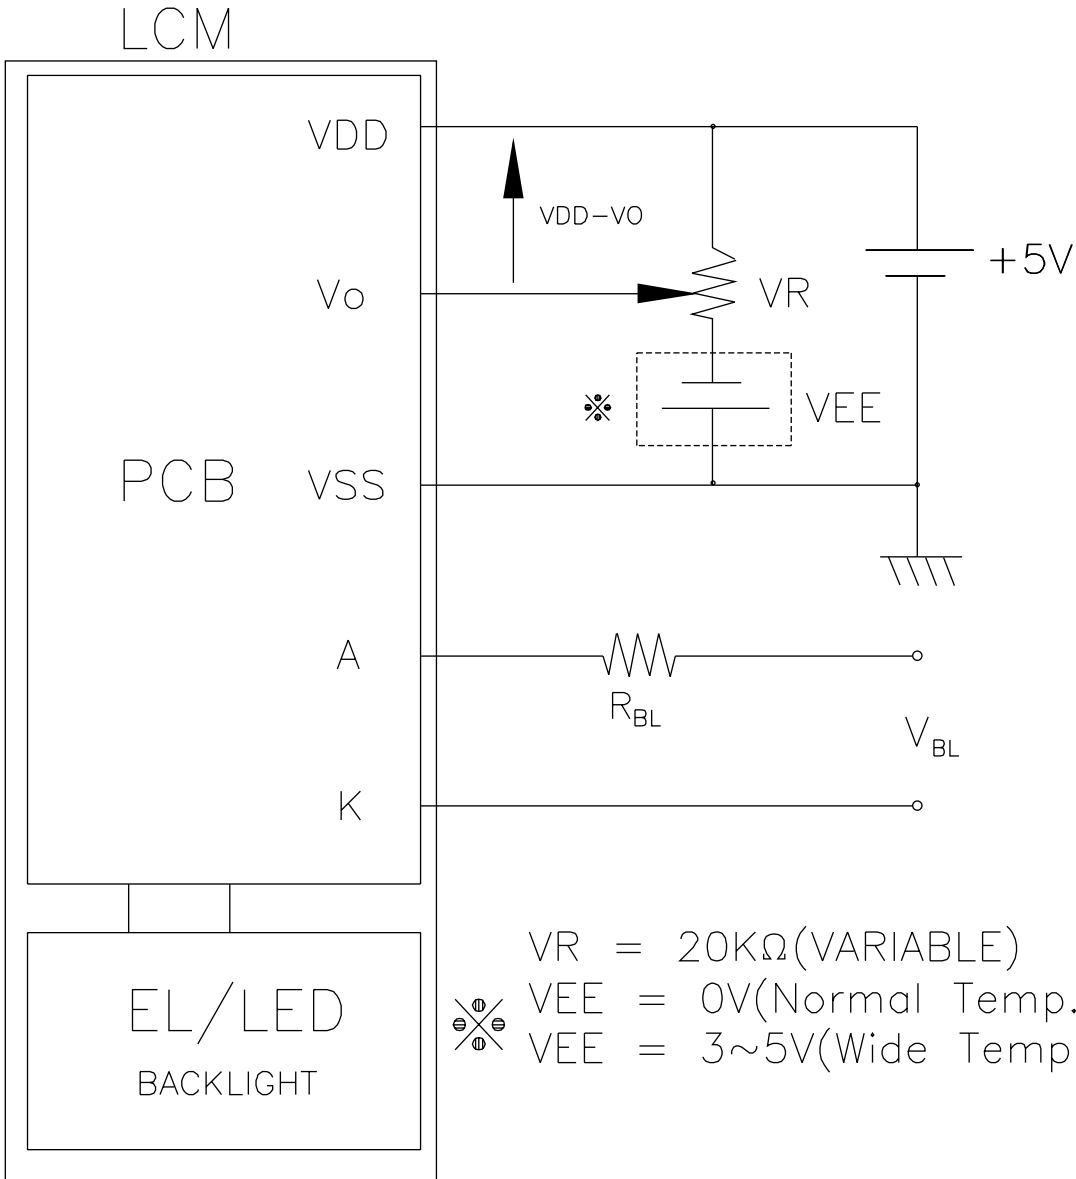 LCM
VDD
VDD-VO
+5V
Vo
VR
※
VEE
PCB
VSS
A
RBL
VBL
K
VR = 20KΩ(VARIABLE)
※ VEE = 0V(Normal Temp.
VEE = 3~5V(Wide Temp
EL/LED
BACKLIGHT